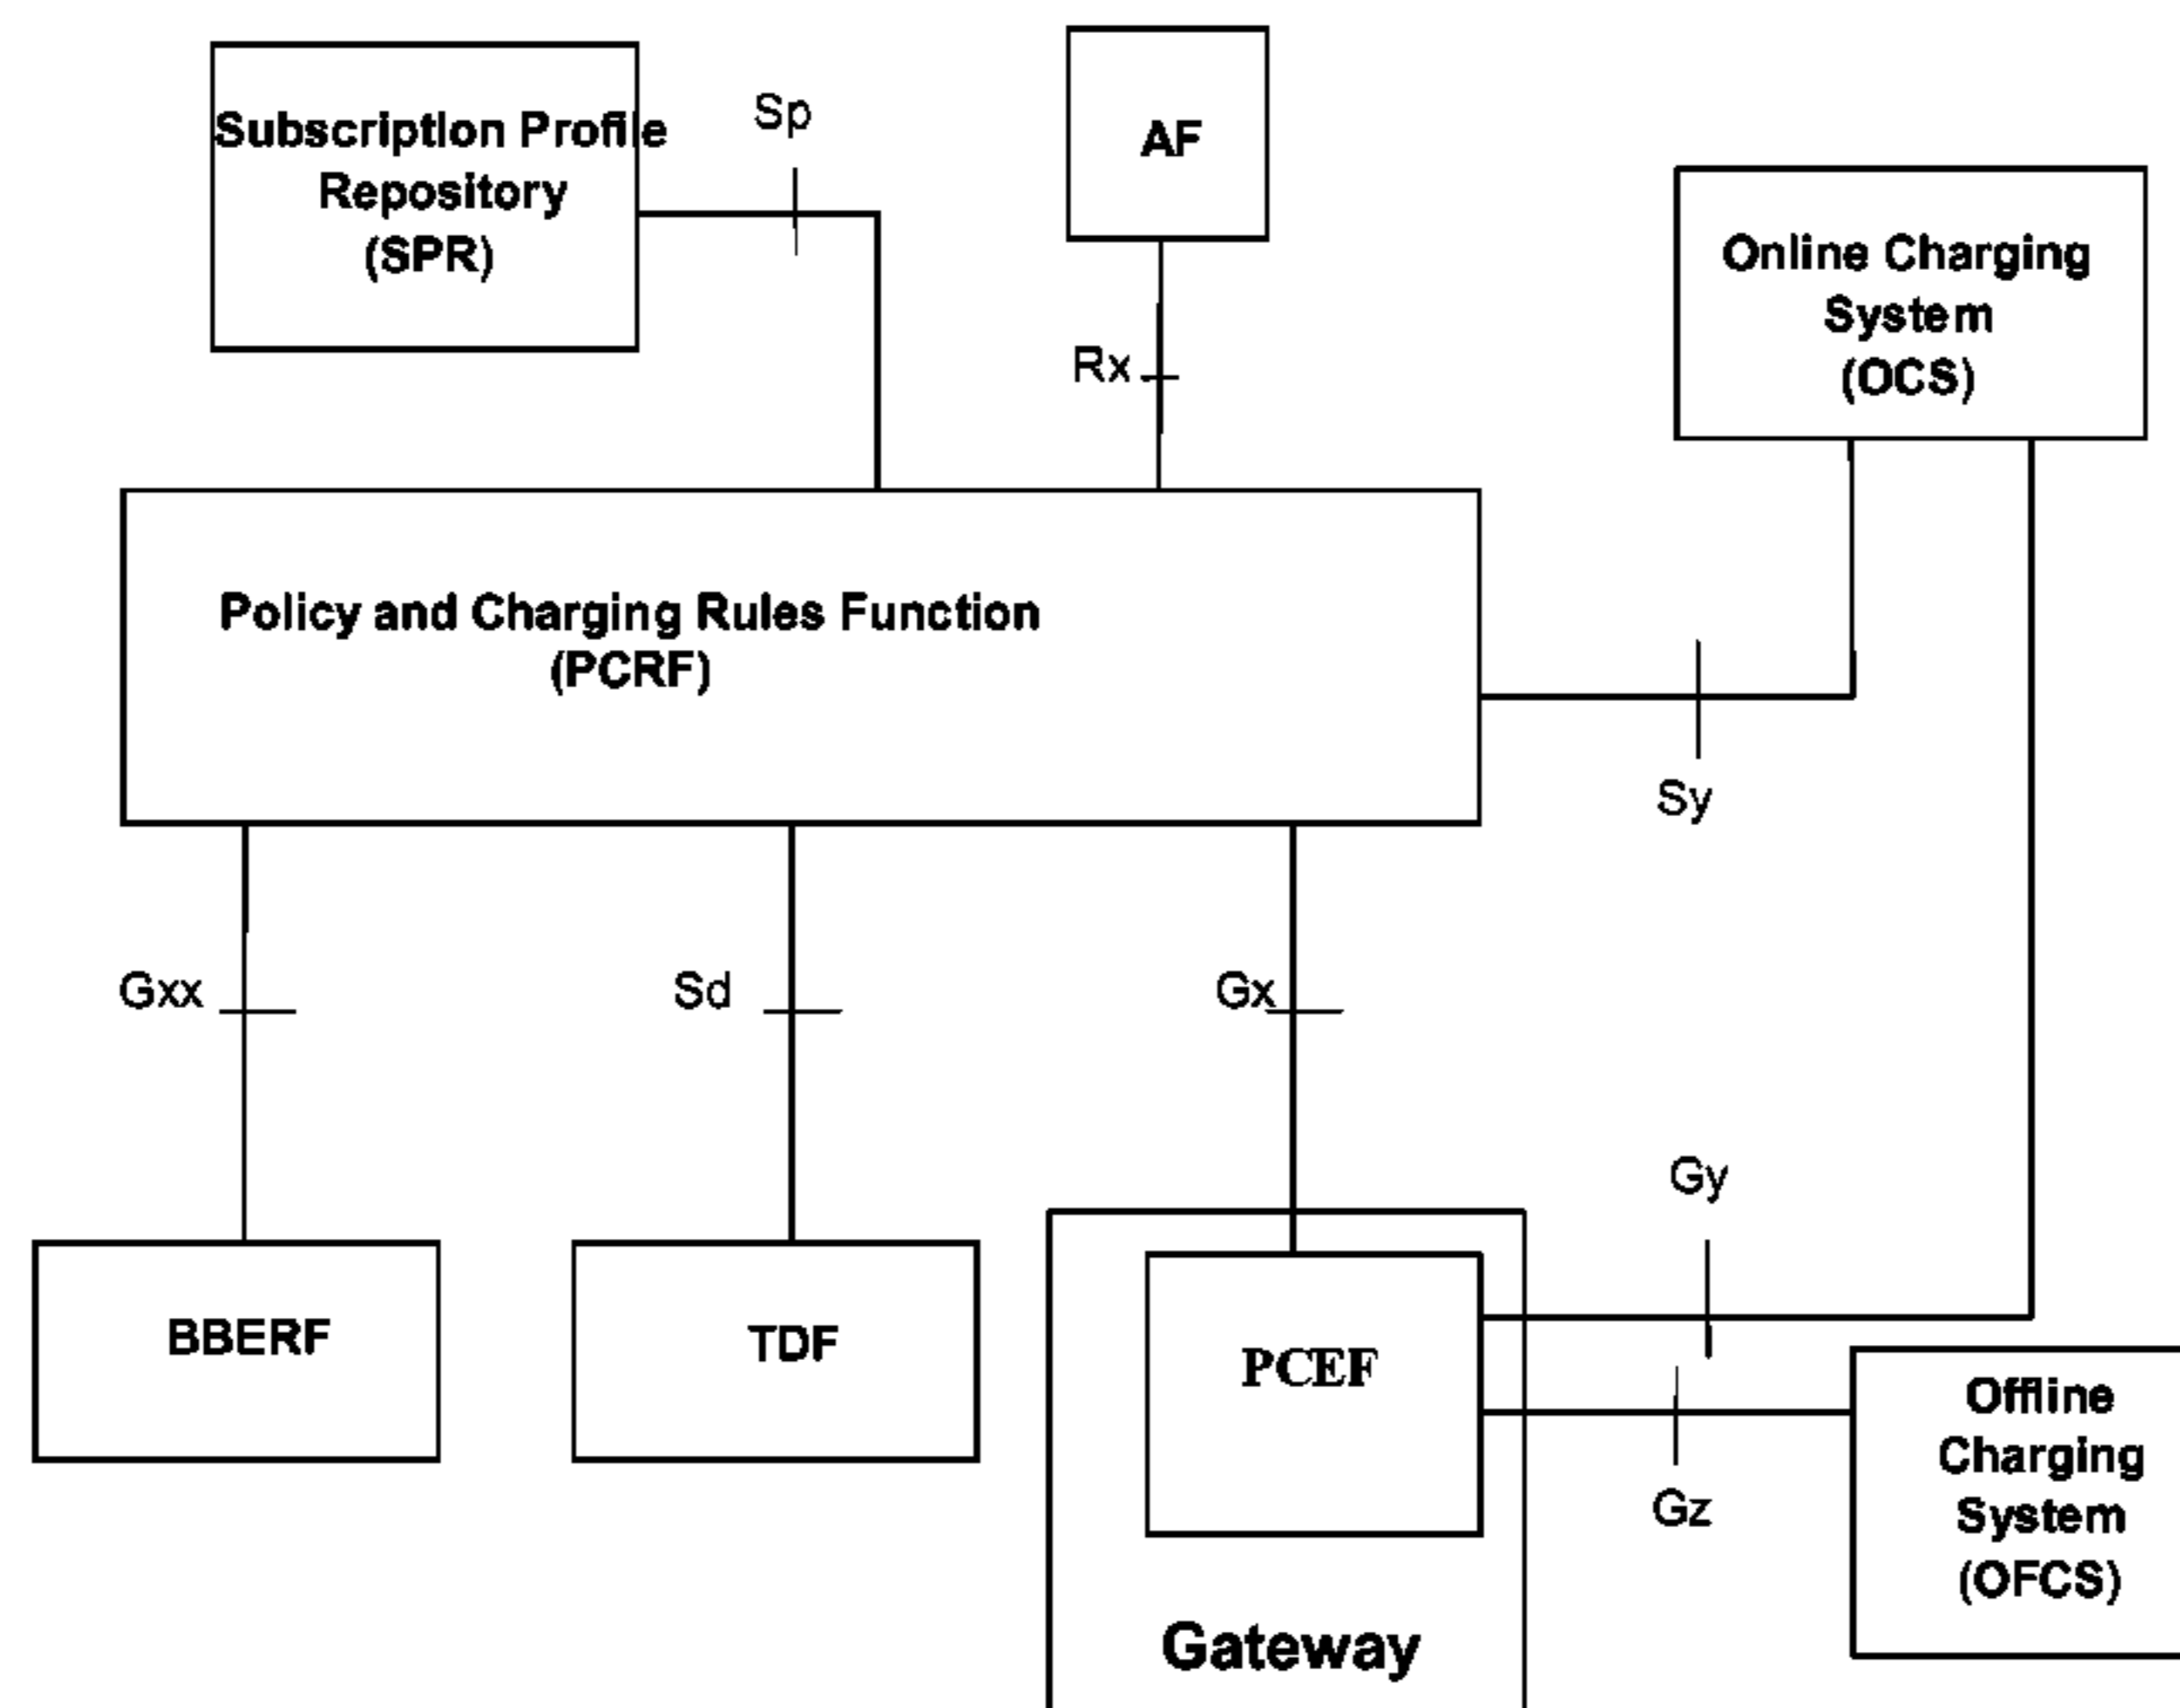 Subscription Profile
Repository
(SPR)
Sp
AF
Rx
Online Charging
System
(OCS)
Policy and Charging Rules Function
(PCRF)
Sy
Gxx
Sd
Gx
Gy
BBERF
TDF
PCEF
Gz
Offline
Charging
System
(OFCS)
Gateway